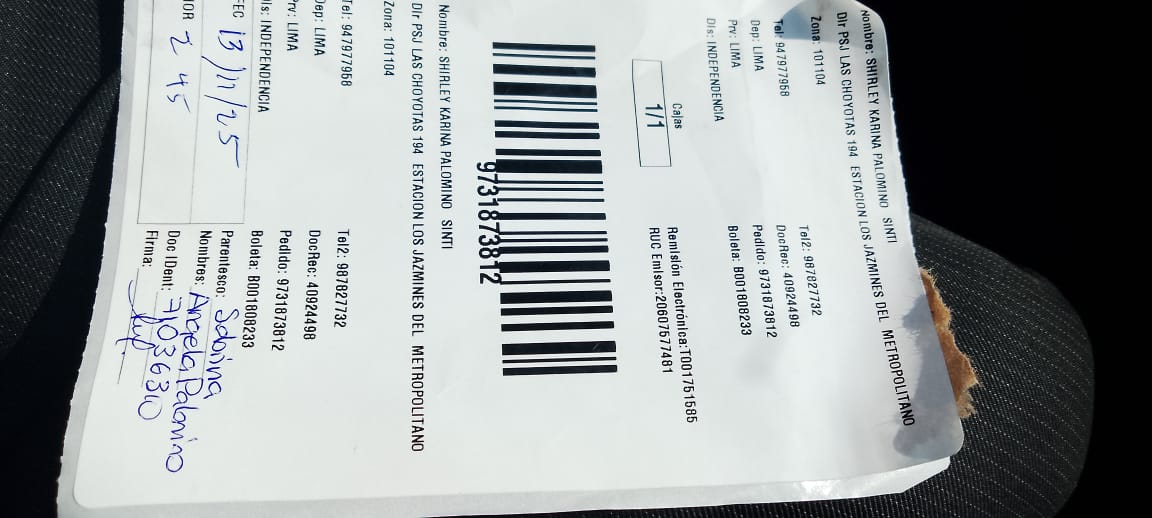 Nombre: SHIRLEY KARINA PALOMINO SINTI
Dir PSJ LAS CHOYOTAS 194 ESTACION LOS JAZMINES DEL METROPOLITANO
Zona: 101104
Tel: 947977958 Tel2: 987827732
Dep: LIMA DocRec: 40924498
Prv: LIMA Pedido: 9731873812
Dis: INDEPENDENCIA Boleta: B001808233
Remisión Electrónica:T001751585
RUC Emisor:20607577481
Cajas
1/1
9731873812
Nombre: SHIRLEY KARINA PALOMINO SINTI
Dir PSJ LAS CHOYOTAS 194 ESTACION LOS JAZMINES DEL METROPOLITANO
Zona: 101104
Tel: 947977958 Tel2: 987827732
Dep: LIMA DocRec: 40924498
Prv: LIMA Pedido: 9731873812
Dis: INDEPENDENCIA Boleta: B001808233
FEC 13/11/25 Parentesco: Sobrina
Nombres: Angela Palomino
HOR 2 45 Doc IDent: 71036310
Firma: